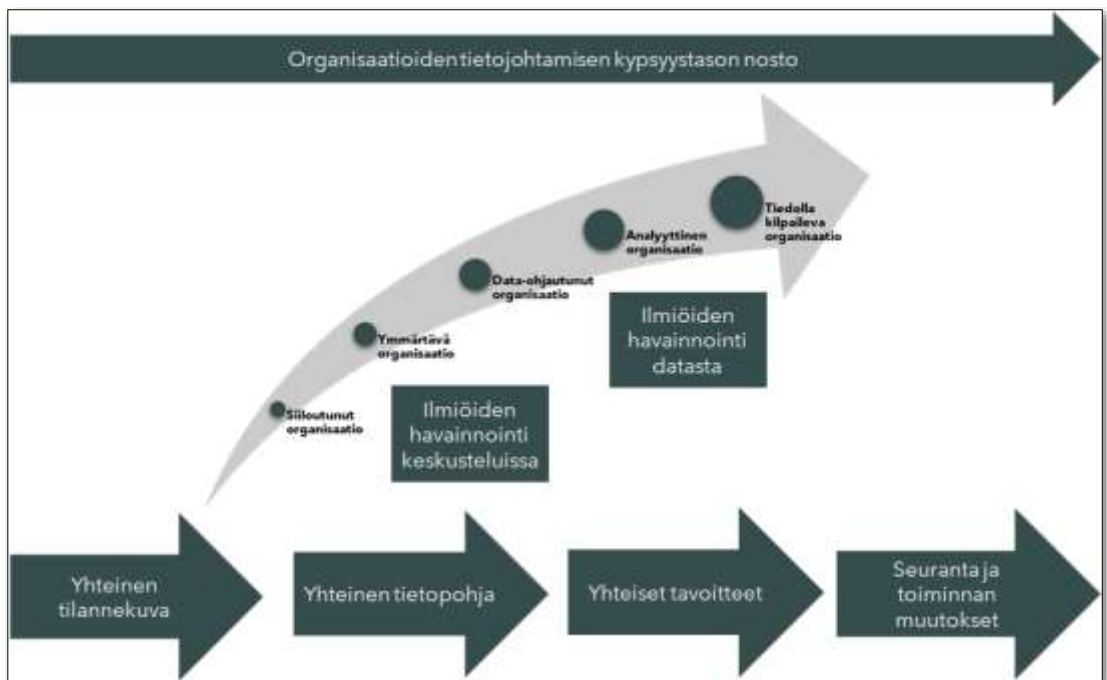 Organisaatioiden tietojohtamisen kypsyystason nosto
Tiedolla
kilpaileva
organisaatio
Analyyttinen
organisaatio
Data-ohjautunut
organisaatio
Ymmärtävä
organisaatio
Siiloutunut
organisaatio
Ilmiöiden
havainnointi
datasta
Ilmiöiden
havainnointi
keskusteluissa
Yhteinen
tilannekuva
Yhteinen tietopohja
Yhteiset tavoitteet
Seuranta ja
toiminnan
muutokset